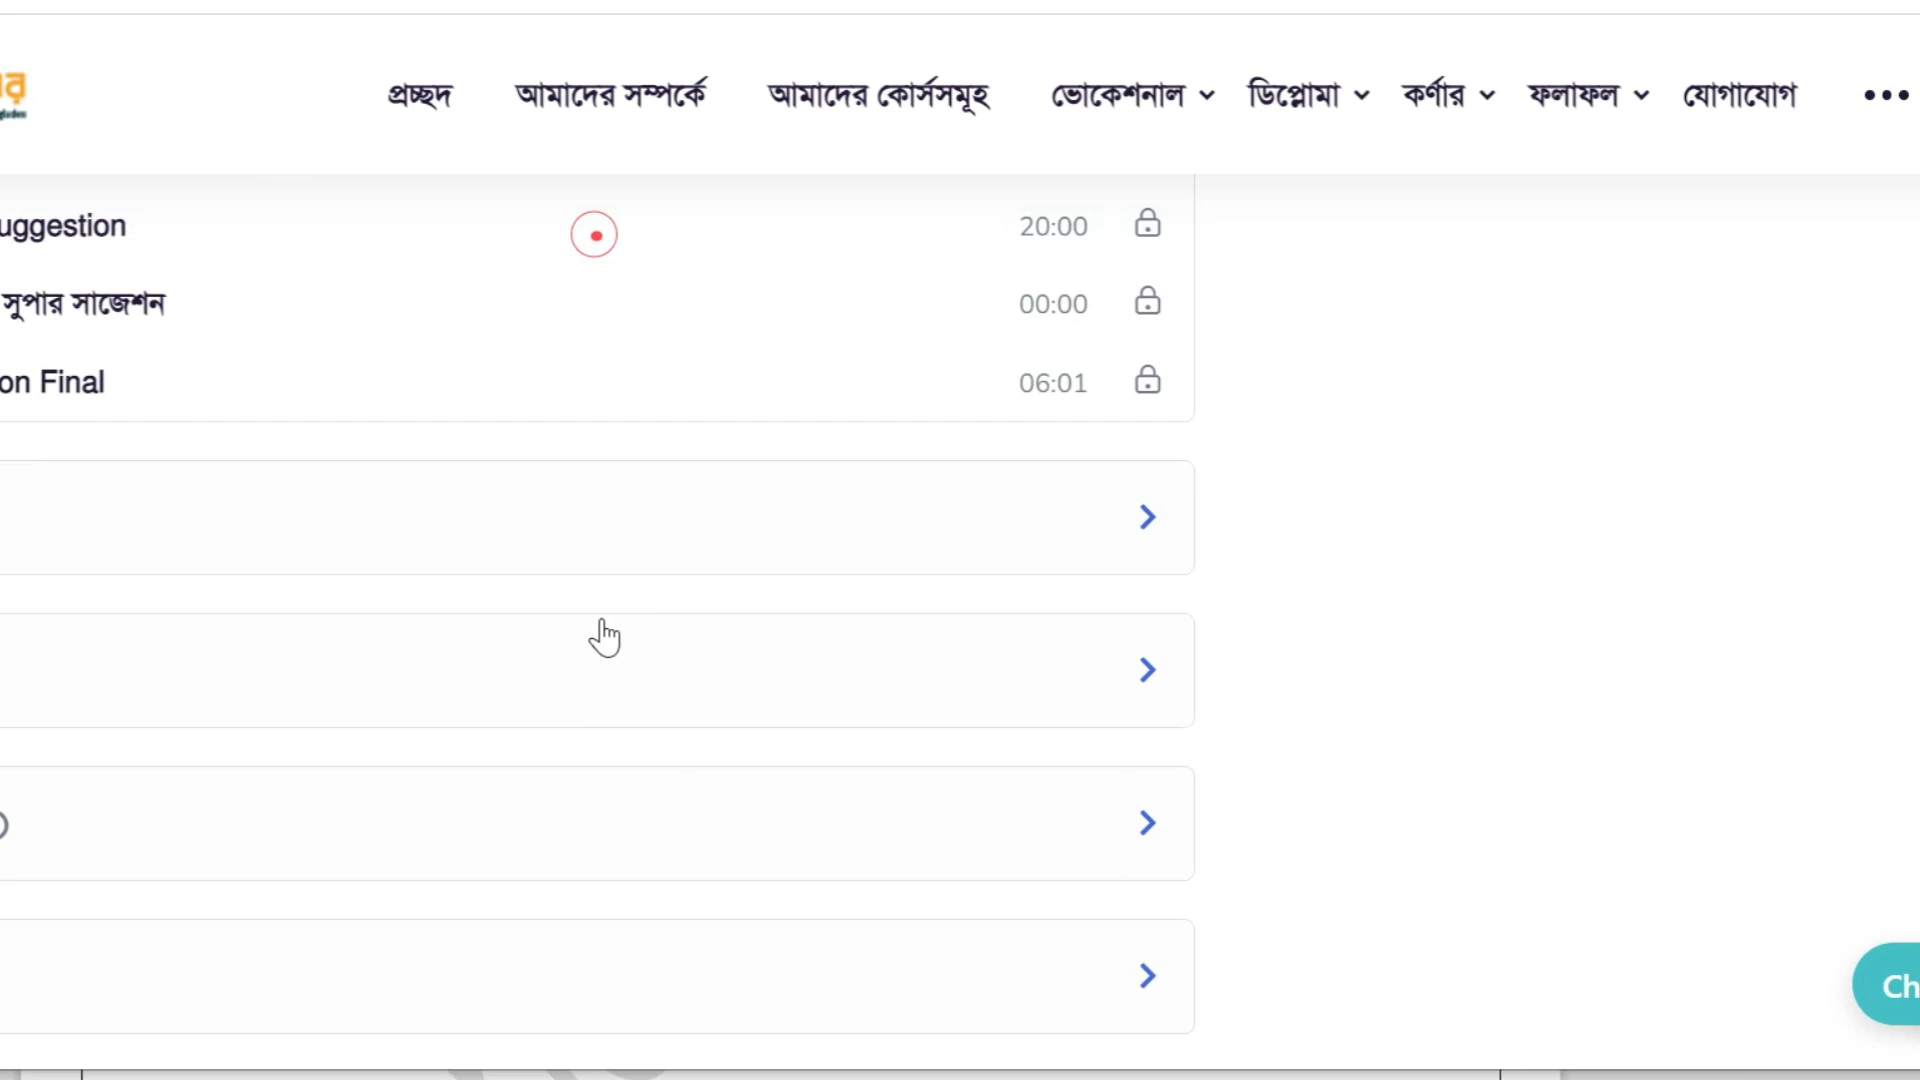 প্রচ্ছদ আমাদের সম্পর্কে আমাদের কোর্সসমূহ ভোকেশনাল ডিপ্লোমা কর্ণার ফলাফল যোগাযোগ •••
uggestion 20:00
সুপার সাজেশন 00:00
on Final 06:01
Ch